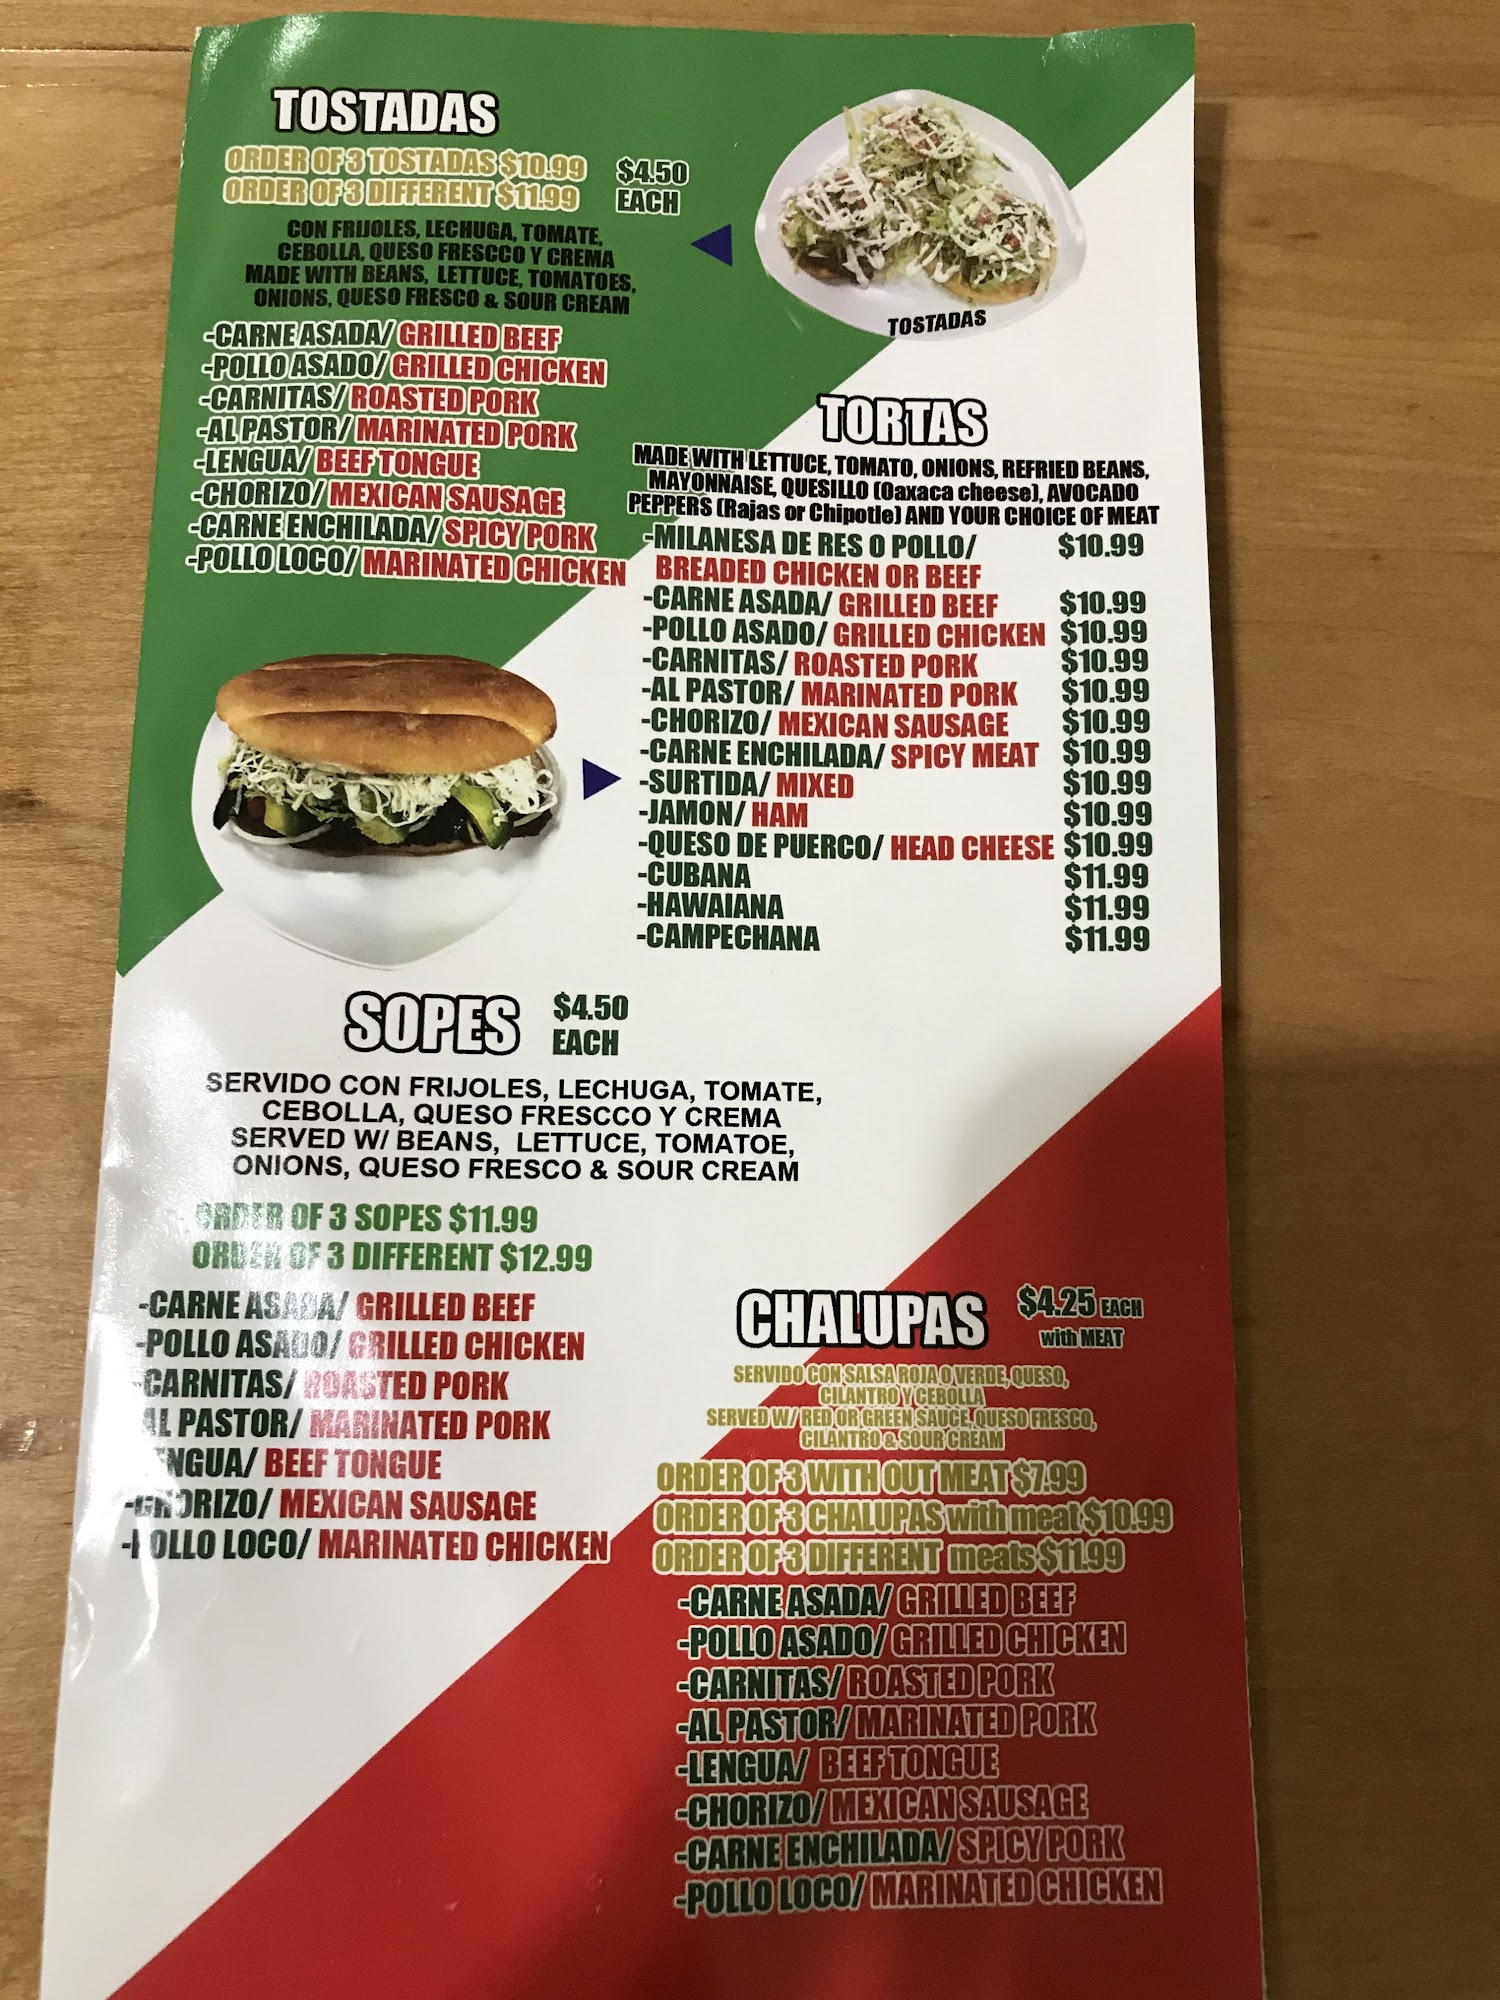 TOSTADAS
ORDER OF 3 TOSTADAS $10.99
ORDER OF 3 DIFFERENT $11.99
$4.50
EACH
CON FRIJOLES, LECHUGA, TOMATE,
CEBOLLA, QUESO FRESCCO Y CREMA
MADE WITH BEANS, LETTUCE, TOMATOES,
ONIONS, QUESO FRESCO & SOUR CREAM
-CARNE ASADA/ GRILLED BEEF
-POLLO ASADO/ GRILLED CHICKEN
-CARNITAS/ ROASTED PORK
-AL PASTOR/ MARINATED PORK
-LENGUA/ BEEF TONGUE
-CHORIZO/ MEXICAN SAUSAGE
-CARNE ENCHILADA/ SPICY PORK
-POLLO LOCO/ MARINATED CHICKEN
TOSTADAS
TORTAS
MADE WITH LETTUCE, TOMATO, ONIONS, REFRIED BEANS,
MAYONNAISE, QUESILLO (Oaxaca cheese), AVOCADO
PEPPERS (Rajas or Chipotle) AND YOUR CHOICE OF MEAT
-MILANESA DE RES O POLLO/ $10.99
BREADED CHICKEN OR BEEF
-CARNE ASADA/ GRILLED BEEF $10.99
-POLLO ASADO/ GRILLED CHICKEN $10.99
-CARNITAS/ ROASTED PORK $10.99
-AL PASTOR/ MARINATED PORK $10.99
-CHORIZO/ MEXICAN SAUSAGE $10.99
-CARNE ENCHILADA/ SPICY MEAT $10.99
-SURTIDA/ MIXED $10.99
-JAMON/ HAM $10.99
-QUESO DE PUERCO/ HEAD CHEESE $10.99
-CUBANA $11.99
-HAWAIANA $11.99
-CAMPECHANA $11.99
SOPES
$4.50
EACH
SERVIDO CON FRIJOLES, LECHUGA, TOMATE,
CEBOLLA, QUESO FRESCCO Y CREMA
SERVED W/ BEANS, LETTUCE, TOMATOE,
ONIONS, QUESO FRESCO & SOUR CREAM
ORDER OF 3 SOPES $11.99
ORDER OF 3 DIFFERENT $12.99
-CARNE ASADA/ GRILLED BEEF
-POLLO ASADO/ GRILLED CHICKEN
-CARNITAS/ ROASTED PORK
AL PASTOR/ MARINATED PORK
LENGUA/ BEEF TONGUE
-CHORIZO/ MEXICAN SAUSAGE
-POLLO LOCO/ MARINATED CHICKEN
CHALUPAS
$4.25 EACH
with MEAT
SERVIDO CON SALSA ROJA O VERDE, QUESO,
CILANTRO Y CEBOLLA
SERVED W/ RED OR GREEN SAUCE, QUESO FRESCO,
CILANTRO & SOUR CREAM
ORDER OF 3 WITH OUT MEAT $7.99
ORDER OF 3 CHALUPAS with meat $10.99
ORDER OF 3 DIFFERENT meats $11.99
-CARNE ASADA/ GRILLED BEEF
-POLLO ASADO/ GRILLED CHICKEN
-CARNITAS/ ROASTED PORK
-AL PASTOR/ MARINATED PORK
-LENGUA/ BEEF TONGUE
-CHORIZO/ MEXICAN SAUSAGE
-CARNE ENCHILADA/ SPICY PORK
-POLLO LOCO/ MARINATED CHICKEN